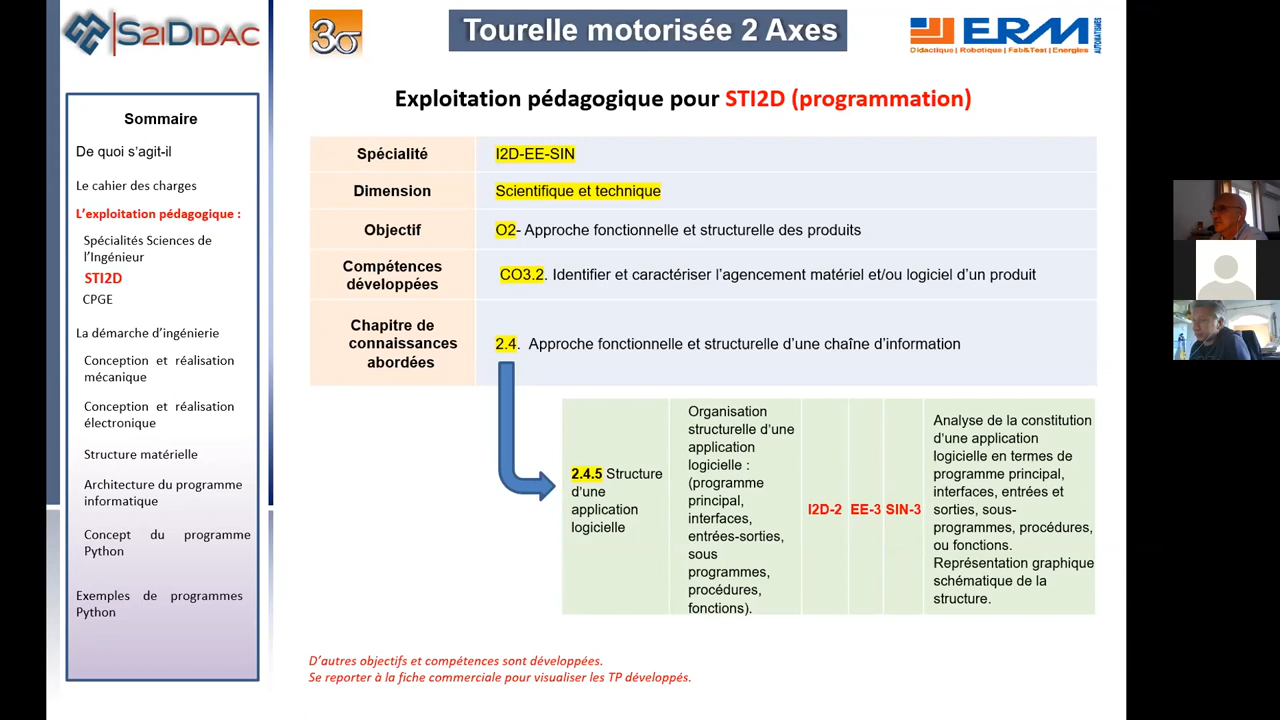 S2iDiDAC
3σ
Tourelle motorisée 2 Axes
ERM
AUTOMATISMES
Didactique | Robotique | Fab&Test | Energies
Sommaire
De quoi s'agit-il
Le cahier des charges
L'exploitation pédagogique :
Spécialités Sciences de
l'Ingénieur
STI2D
CPGE
La démarche d'ingénierie
Conception et réalisation
mécanique
Conception et réalisation
électronique
Structure matérielle
Architecture du programme
informatique
Concept du programme
Python
Exemples de programmes
Python
Exploitation pédagogique pour STI2D (programmation)
Spécialité
I2D-EE-SIN
Dimension
Scientifique et technique
Objectif
O2- Approche fonctionnelle et structurelle des produits
Compétences
développées
CO3.2. Identifier et caractériser l'agencement matériel et/ou logiciel d'un produit
Chapitre de
connaissances
abordées
2.4. Approche fonctionnelle et structurelle d'une chaîne d'information
2.4.5 Structure
d'une
application
logicielle
Organisation
structurelle d'une
application
logicielle :
(programme
principal,
interfaces,
entrées-sorties,
sous
programmes,
procédures,
fonctions).
I2D-2
EE-3
SIN-3
Analyse de la constitution
d'une application
logicielle en termes de
programme principal,
interfaces, entrées et
sorties, sous-
programmes, procédures,
ou fonctions.
Représentation graphique
schématique de la
structure.
D'autres objectifs et compétences sont développées.
Se reporter à la fiche commerciale pour visualiser les TP développés.